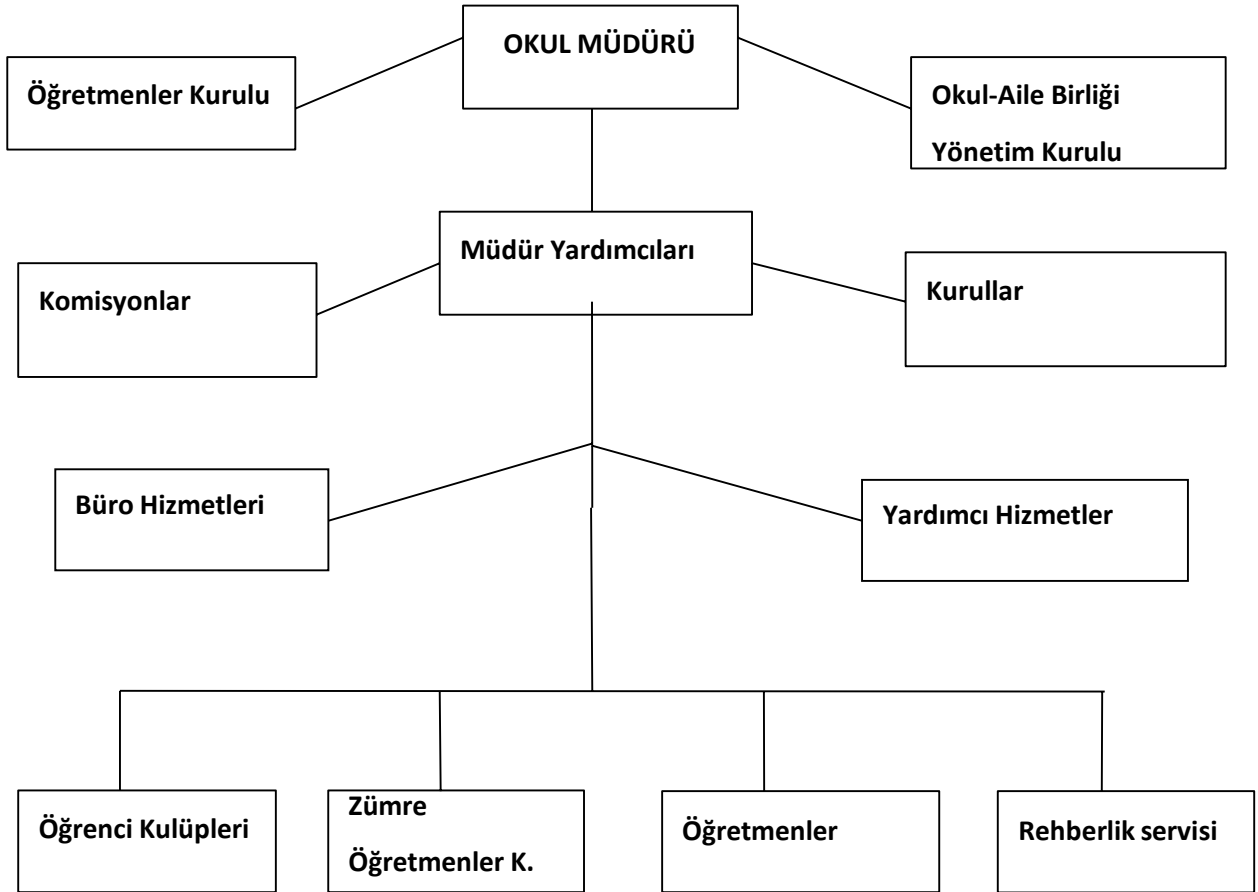 OKUL MÜDÜRÜ
Öğretmenler Kurulu
Okul-Aile Birliği
Yönetim Kurulu
Müdür Yardımcıları
Komisyonlar
Kurullar
Büro Hizmetleri
Yardımcı Hizmetler
Öğrenci Kulüpleri
Zümre
Öğretmenler K.
Öğretmenler
Rehberlik servisi